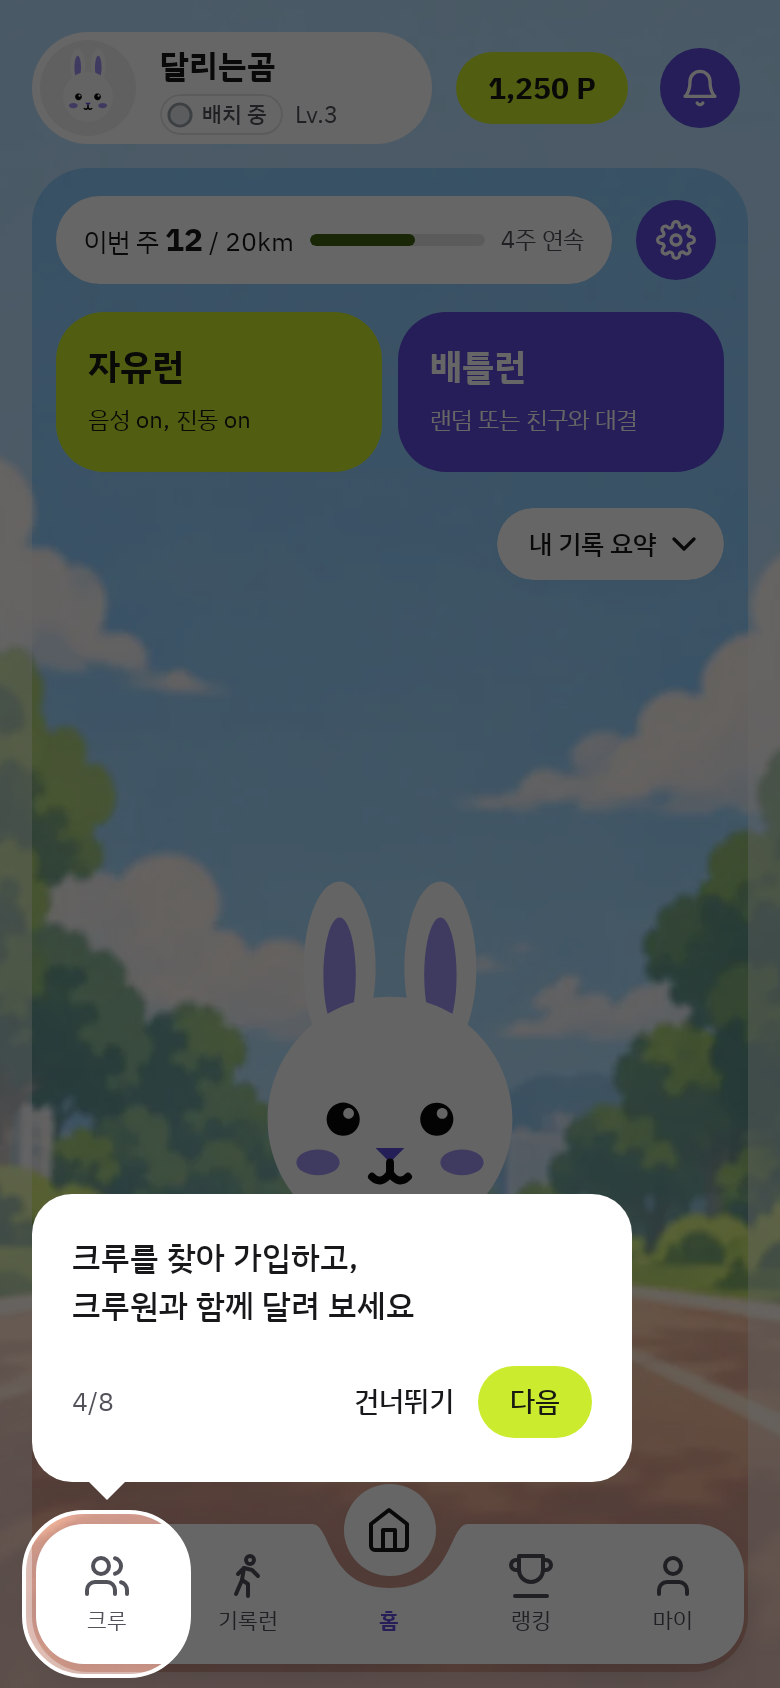 달리는곰
1,250 P
배치 중 Lv.3
이번 주 12 / 20km 4주 연속
자유런
음성 on, 진동 on
배틀런
랜덤 또는 친구와 대결
내 기록 요약
크루를 찾아 가입하고,
크루원과 함께 달려 보세요
4/8 건너뛰기 다음
크루 기록런 홈 랭킹 마이